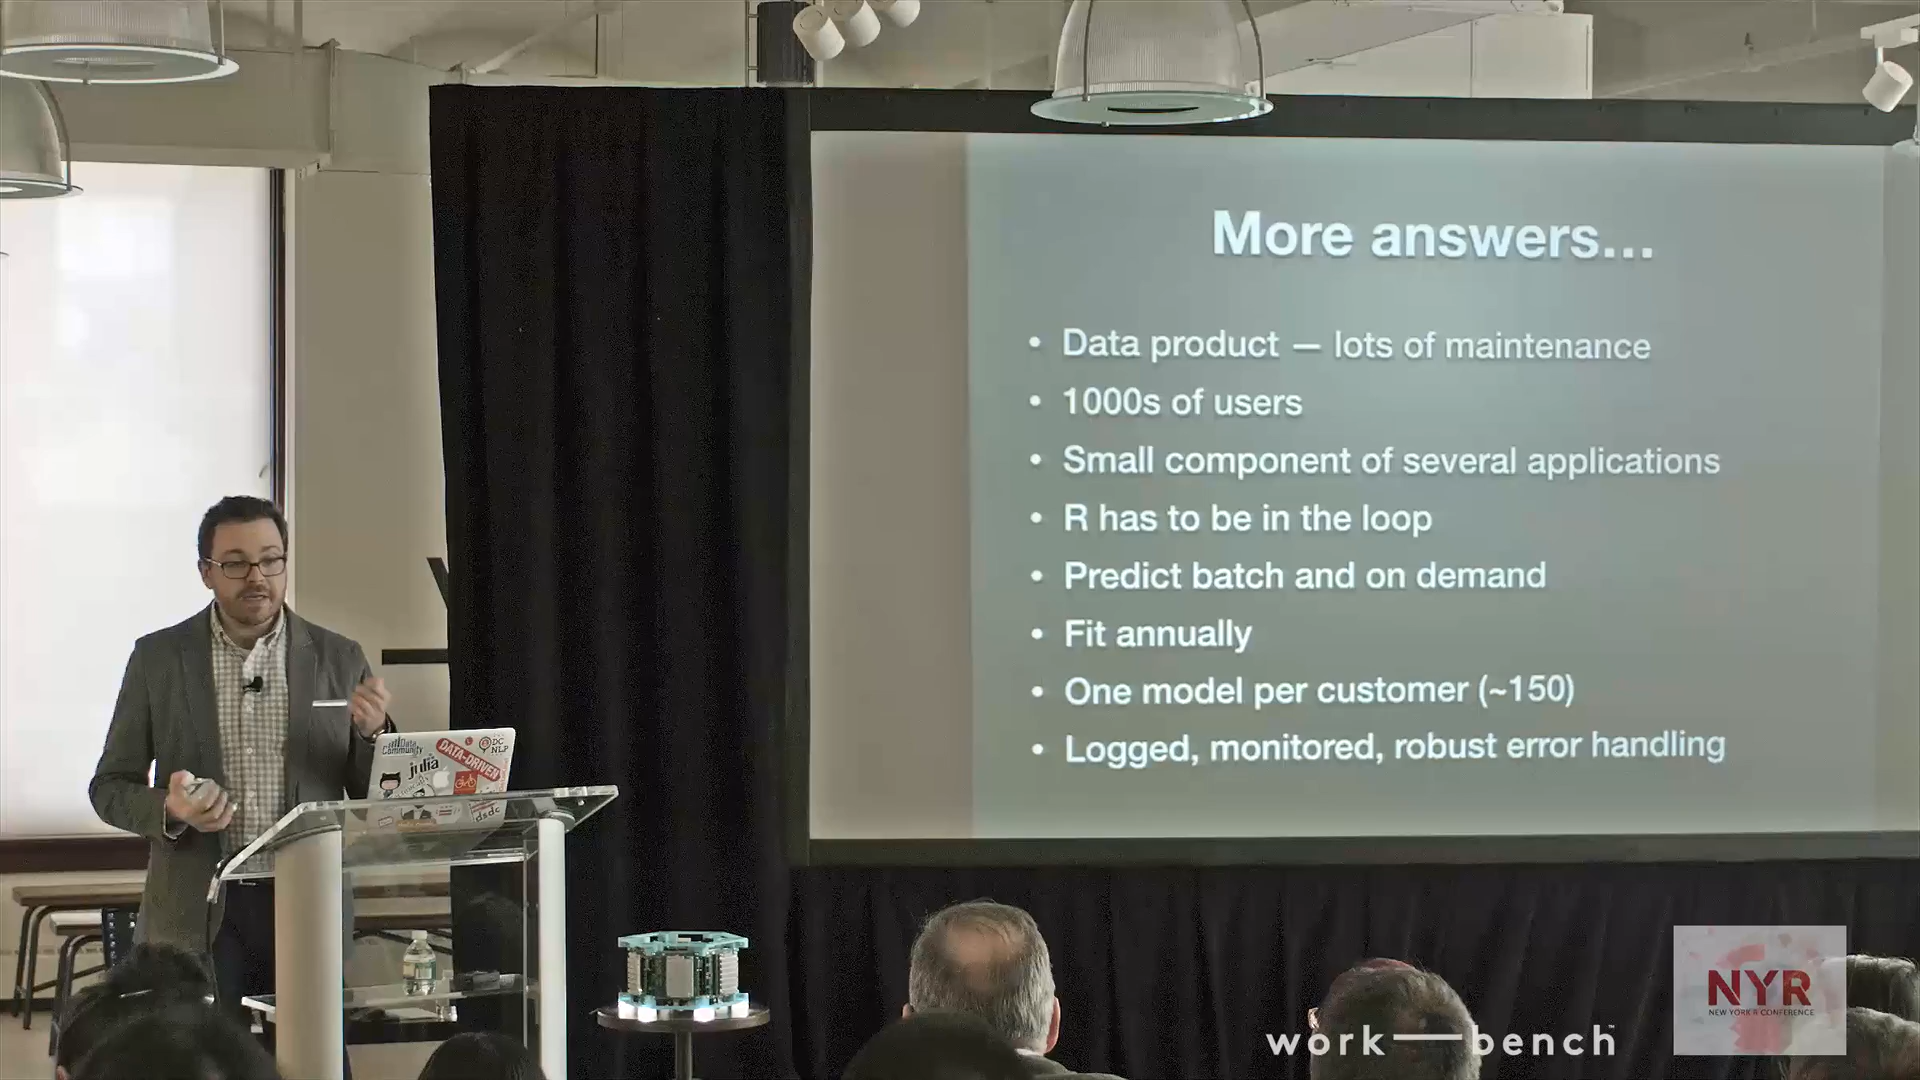 More answers...
• Data product — lots of maintenance
• 1000s of users
• Small component of several applications
• R has to be in the loop
• Predict batch and on demand
• Fit annually
• One model per customer (~150)
• Logged, monitored, robust error handling
Data
Community
DATA-DRIVEN
DC
NLP
julia
dsdc
work—bench
NYR
NEW YORK R CONFERENCE